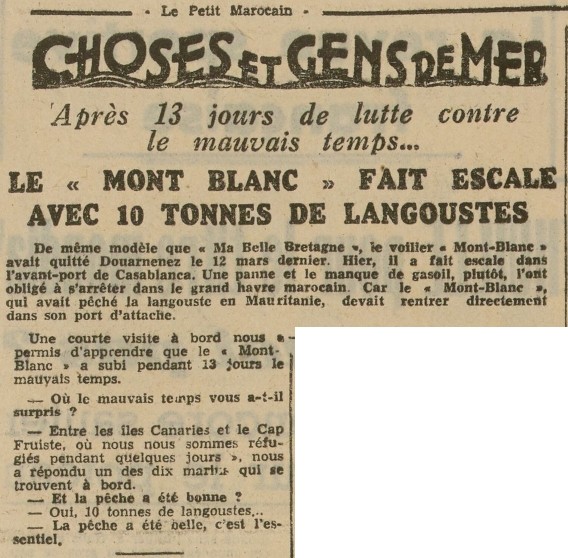 - Le Petit Marocain -
CHOSES ET GENS DE MER
Après 13 jours de lutte contre
le mauvais temps...
LE « MONT BLANC » FAIT ESCALE
AVEC 10 TONNES DE LANGOUSTES
De même modèle que « Ma Belle Bretagne », le voilier « Mont-Blanc »
avait quitté Douarnenez le 12 mars dernier. Hier, il a fait escale dans
l'avant-port de Casablanca. Une panne et le manque de gasoil, plutôt, l'ont
obligé à s'arrêter dans le grand havre marocain. Car le « Mont-Blanc »,
qui avait pêché la langouste en Mauritanie, devait rentrer directement
dans son port d'attache.
Une courte visite à bord nous a
permis d'apprendre que le « Mont-
Blanc » a subi pendant 13 jours le
mauvais temps.
— Où le mauvais temps vous a-t-il
surpris ?
— Entre les îles Canaries et le Cap
Fruiste, où nous nous sommes réfu-
giés pendant quelques jours », nous
a répondu un des dix marins qui se
trouvent à bord.
— Et la pêche a été bonne ?
— Oui, 10 tonnes de langoustes...
— La pêche a été belle, c'est l'es-
sentiel.